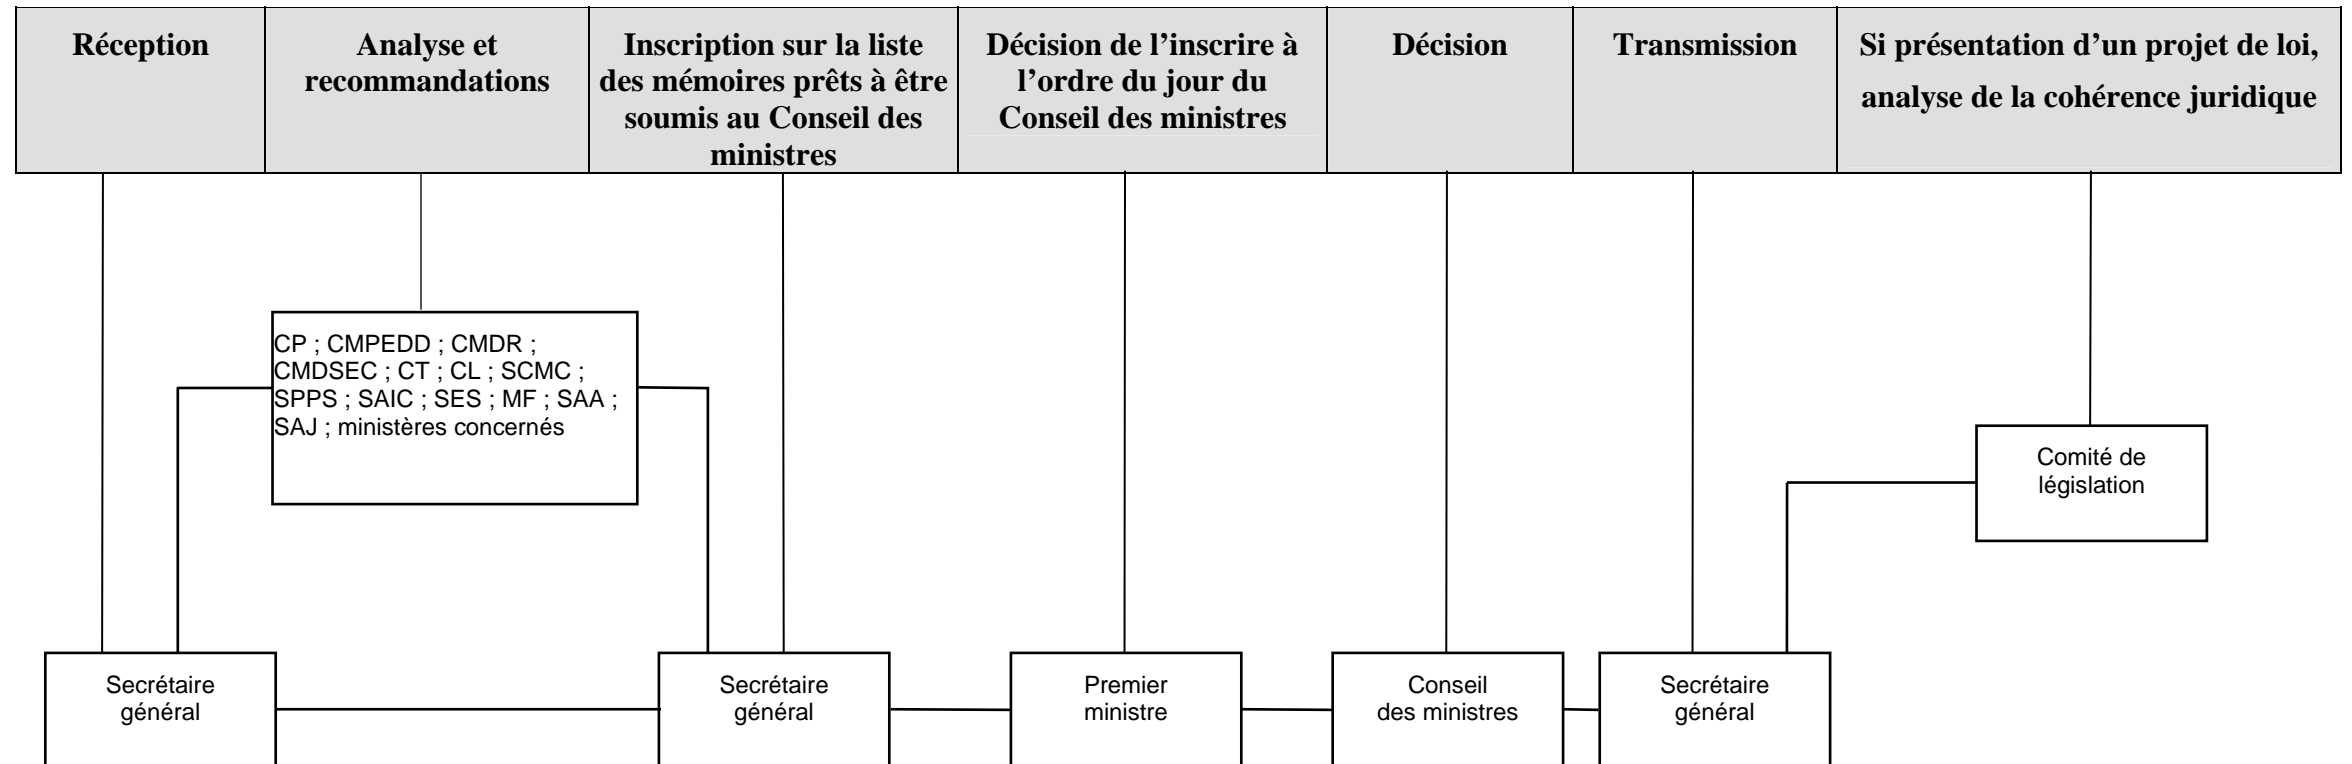 Réception
Analyse et
recommandations
Inscription sur la liste
des mémoires prêts à être
soumis au Conseil des
ministres
Décision de l’inscrire à
l’ordre du jour du
Conseil des ministres
Décision
Transmission
Si présentation d’un projet de loi,
analyse de la cohérence juridique
CP ; CMPEDD ; CMDR ;
CMDSEC ; CT ; CL ; SCMC ;
SPPS ; SAIC ; SES ; MF ; SAA ;
SAJ ; ministères concernés
Comité de
législation
Secrétaire
général
Secrétaire
général
Premier
ministre
Conseil
des ministres
Secrétaire
général